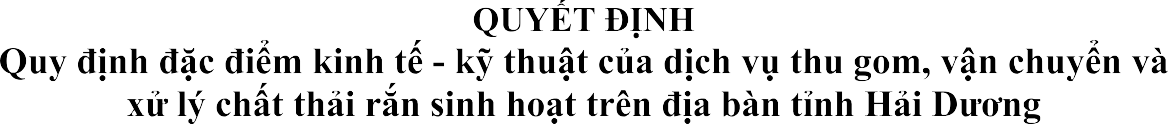 QUYẾT ĐỊNH
Quy định đặc điểm kinh tế - kỹ thuật của dịch vụ thu gom, vận chuyển và
xử lý chất thải rắn sinh hoạt trên địa bàn tỉnh Hải Dương